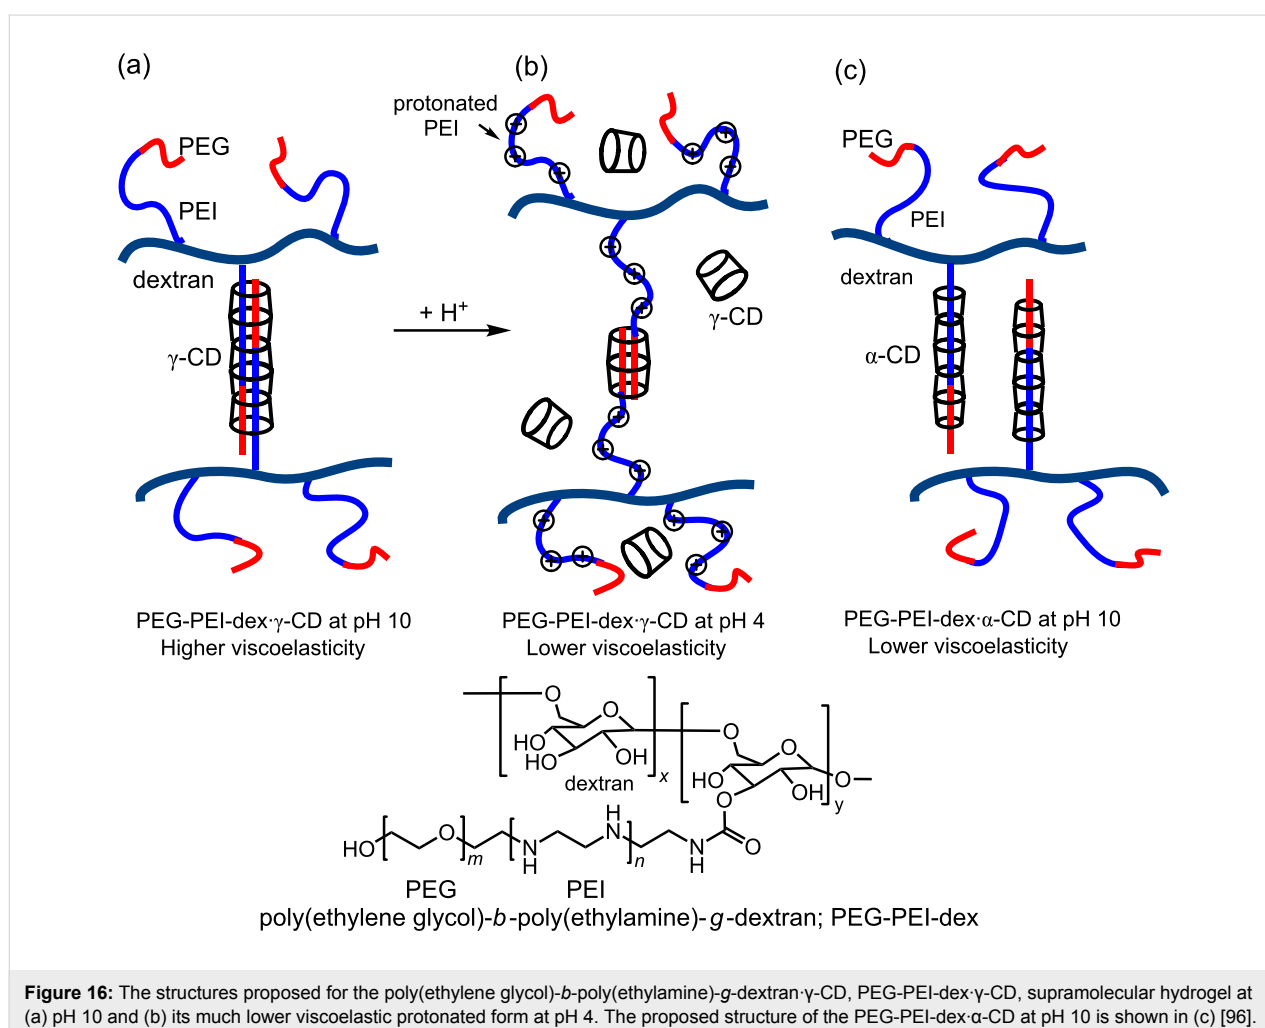 (a)
(b)
(c)
protonated
PEI
PEG
PEI
dextran
γ-CD
+ H⁺
γ-CD
PEG
PEI
dextran
α-CD
PEG-PEI-dex·γ-CD at pH 10
Higher viscoelasticity
PEG-PEI-dex·γ-CD at pH 4
Lower viscoelasticity
PEG-PEI-dex·α-CD at pH 10
Lower viscoelasticity
O
O
HO
HO
OH
dextran
x
O
O
HO
OH
O
y
O
HO
O
m
N
H
H
N
n
N
H
O
PEG
PEI
poly(ethylene glycol)-b-poly(ethylamine)-g-dextran; PEG-PEI-dex
Figure 16: The structures proposed for the poly(ethylene glycol)-b-poly(ethylamine)-g-dextran·γ-CD, PEG-PEI-dex·γ-CD, supramolecular hydrogel at
(a) pH 10 and (b) its much lower viscoelastic protonated form at pH 4. The proposed structure of the PEG-PEI-dex·α-CD at pH 10 is shown in (c) [96].